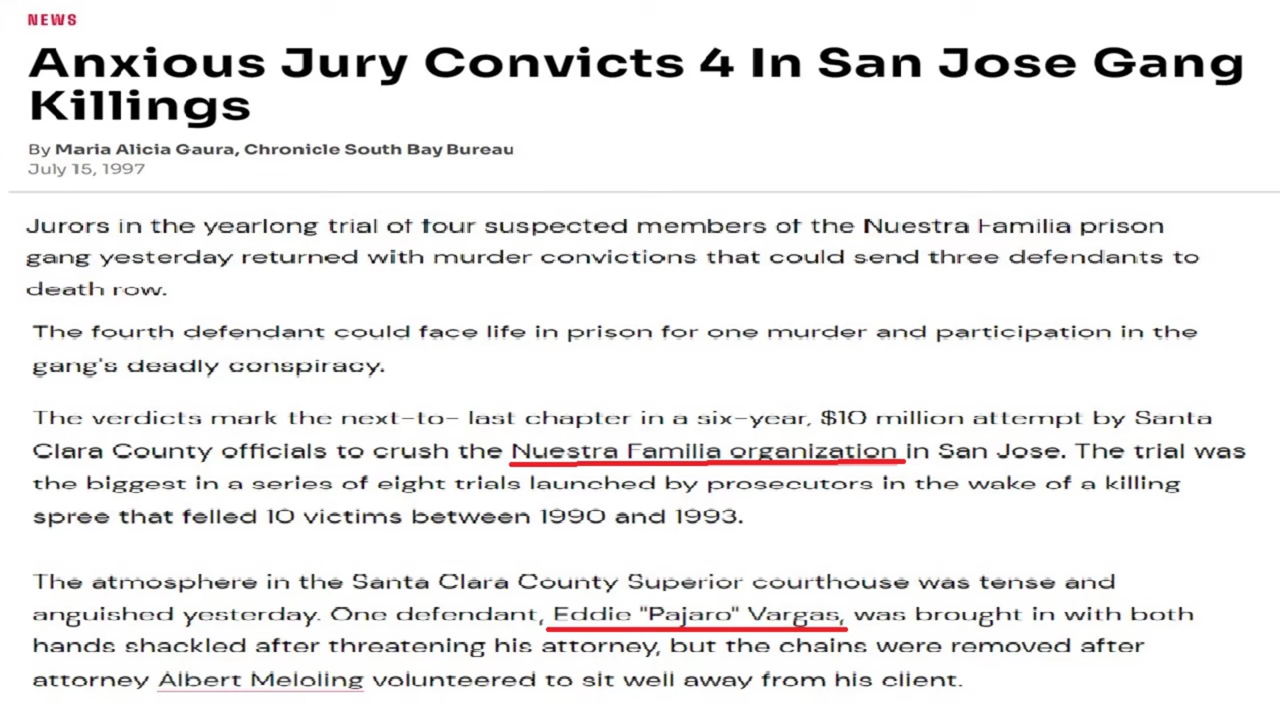 NEWS
Anxious Jury Convicts 4 In San Jose Gang
Killings
By Maria Alicia Gaura, Chronicle South Bay Bureau
July 15, 1997
Jurors in the yearlong trial of four suspected members of the Nuestra Familia prison
gang yesterday returned with murder convictions that could send three defendants to
death row.
The fourth defendant could face life in prison for one murder and participation in the
gang's deadly conspiracy.
The verdicts mark the next-to- last chapter in a six-year, $10 million attempt by Santa
Clara County officials to crush the Nuestra Familia organization in San Jose. The trial was
the biggest in a series of eight trials launched by prosecutors in the wake of a killing
spree that felled 10 victims between 1990 and 1993.
The atmosphere in the Santa Clara County Superior courthouse was tense and
anguished yesterday. One defendant, Eddie "Pajaro" Vargas, was brought in with both
hands shackled after threatening his attorney, but the chains were removed after
attorney Albert Meloling volunteered to sit well away from his client.